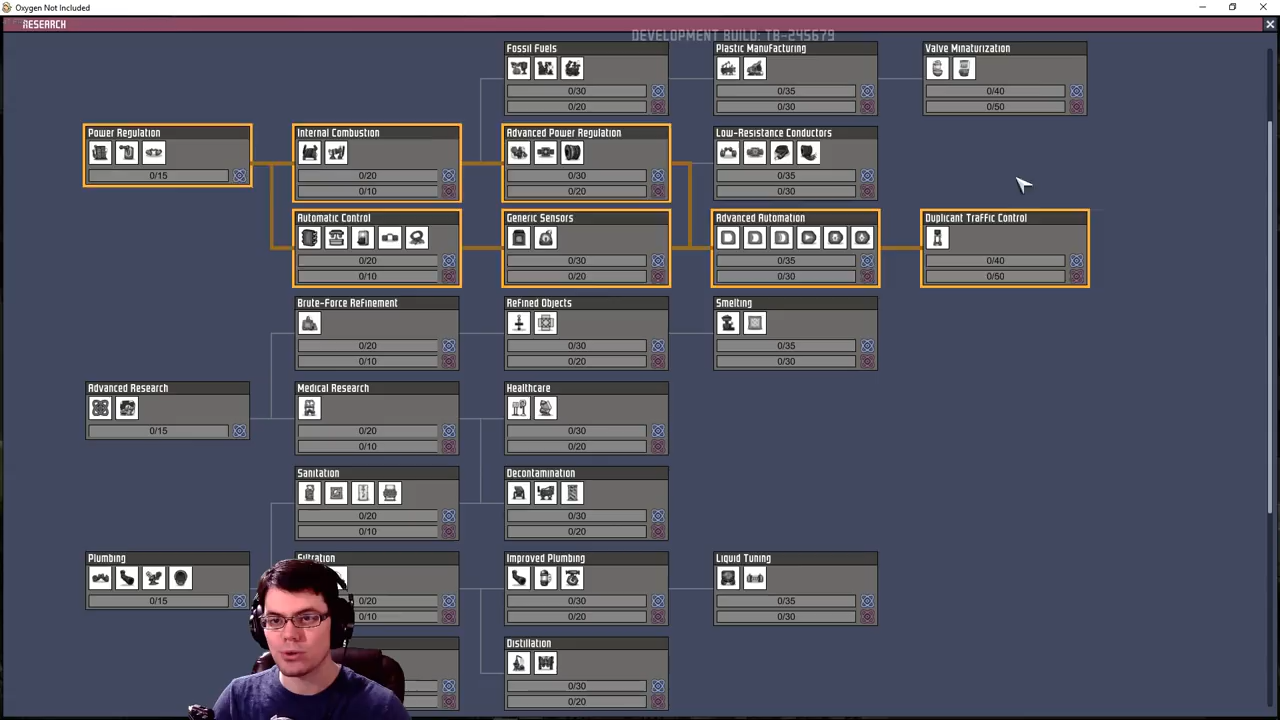 Oxygen Not Included
RESEARCH
DEVELOPMENT BUILD: TB-245679
Fossil Fuels
0/30
0/20
Plastic Manufacturing
0/35
0/30
Valve Minaturization
0/40
0/50
Power Regulation
0/15
Internal Combustion
0/20
0/10
Advanced Power Regulation
0/30
0/20
Low-Resistance Conductors
0/35
0/30
Automatic Control
0/20
0/10
Generic Sensors
0/30
0/20
Advanced Automation
0/35
0/30
Duplicant Traffic Control
0/40
0/50
Brute-Force Refinement
0/20
0/10
Refined Objects
0/30
0/20
Smelting
0/35
0/30
Advanced Research
0/15
Medical Research
0/20
0/10
Healthcare
0/30
0/20
Sanitation
0/20
0/10
Decontamination
0/30
0/20
Plumbing
0/15
Filtration
0/20
0/10
Improved Plumbing
0/30
0/20
Liquid Tuning
0/35
0/30
Distillation
0/30
0/20